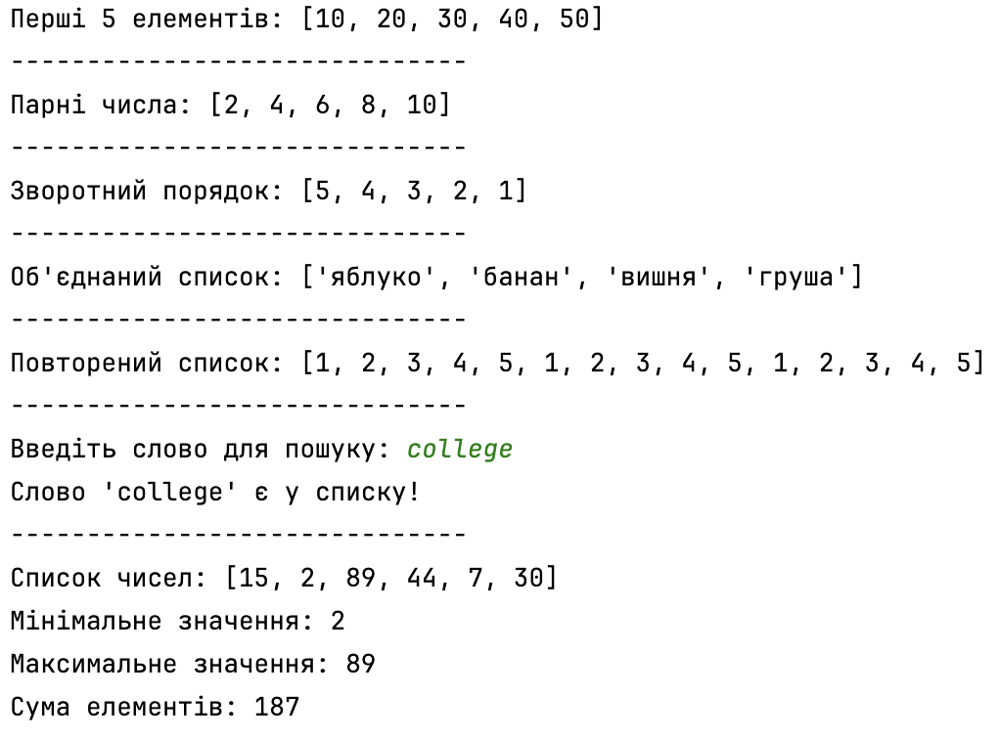 Перші 5 елементів: [10, 20, 30, 40, 50]
------------------------------
Парні числа: [2, 4, 6, 8, 10]
------------------------------
Зворотний порядок: [5, 4, 3, 2, 1]
------------------------------
Об'єднаний список: ['яблуко', 'банан', 'вишня', 'груша']
------------------------------
Повторений список: [1, 2, 3, 4, 5, 1, 2, 3, 4, 5, 1, 2, 3, 4, 5]
------------------------------
Введіть слово для пошуку: college
Слово 'college' є у списку!
------------------------------
Список чисел: [15, 2, 89, 44, 7, 30]
Мінімальне значення: 2
Максимальне значення: 89
Сума елементів: 187